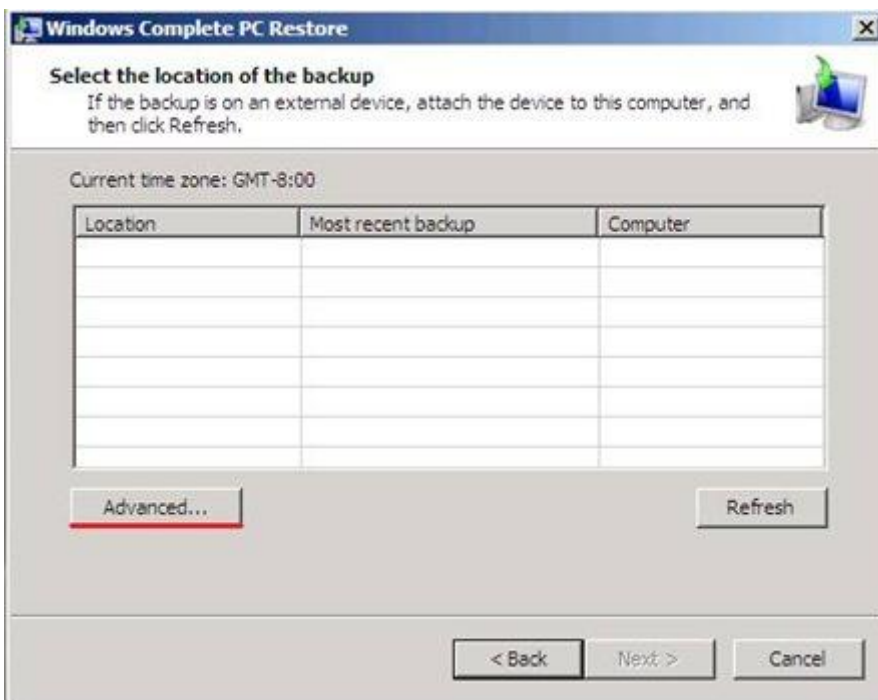 Windows Complete PC Restore
Select the location of the backup
If the backup is on an external device, attach the device to this computer, and
then click Refresh.
Current time zone: GMT-8:00
Location Most recent backup Computer
Advanced... Refresh
< Back Next > Cancel